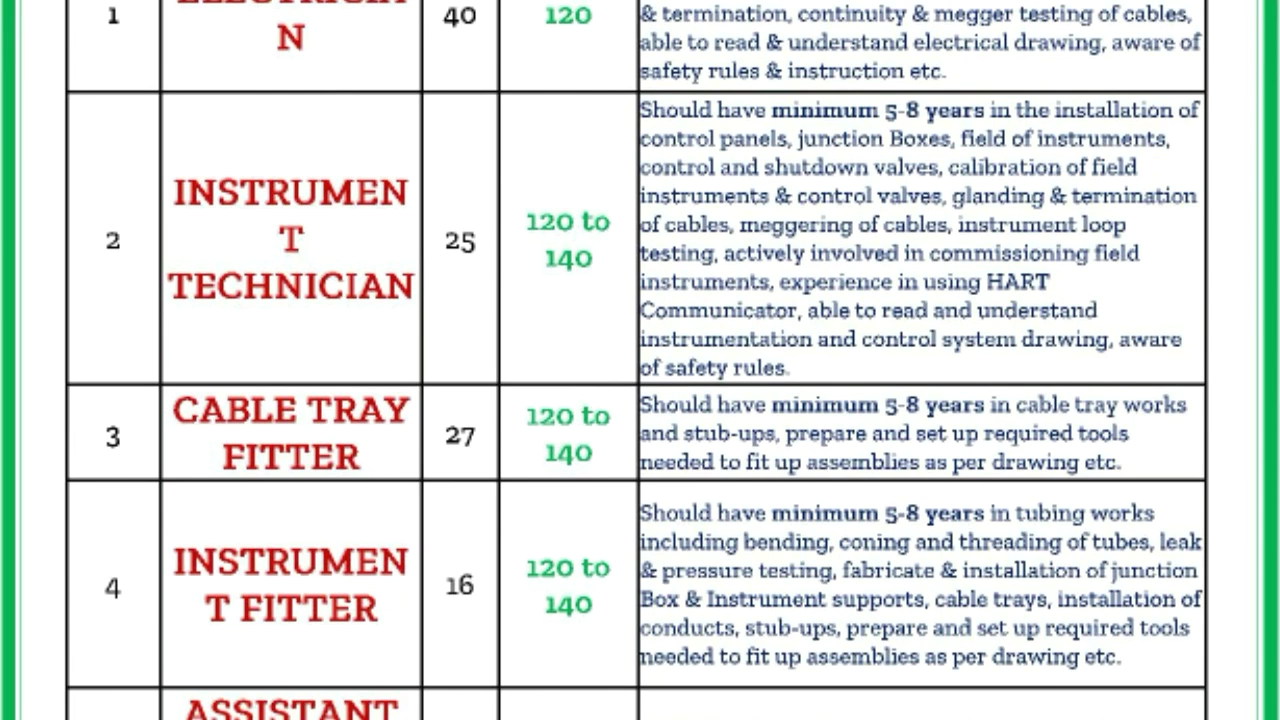 1
ELECTRICIA
N
40
120
& termination, continuity & megger testing of cables,
able to read & understand electrical drawing, aware of
safety rules & instruction etc.
2
INSTRUMEN
T
TECHNICIAN
25
120 to
140
Should have minimum 5-8 years in the installation of
control panels, junction Boxes, field of instruments,
control and shutdown valves, calibration of field
instruments & control valves, glanding & termination
of cables, meggering of cables, instrument loop
testing, actively involved in commissioning field
instruments, experience in using HART
Communicator, able to read and understand
instrumentation and control system drawing, aware
of safety rules.
3
CABLE TRAY
FITTER
27
120 to
140
Should have minimum 5-8 years in cable tray works
and stub-ups, prepare and set up required tools
needed to fit up assemblies as per drawing etc.
4
INSTRUMEN
T FITTER
16
120 to
140
Should have minimum 5-8 years in tubing works
including bending, coning and threading of tubes, leak
& pressure testing, fabricate & installation of junction
Box & Instrument supports, cable trays, installation of
conducts, stub-ups, prepare and set up required tools
needed to fit up assemblies as per drawing etc.
ASSISTANT